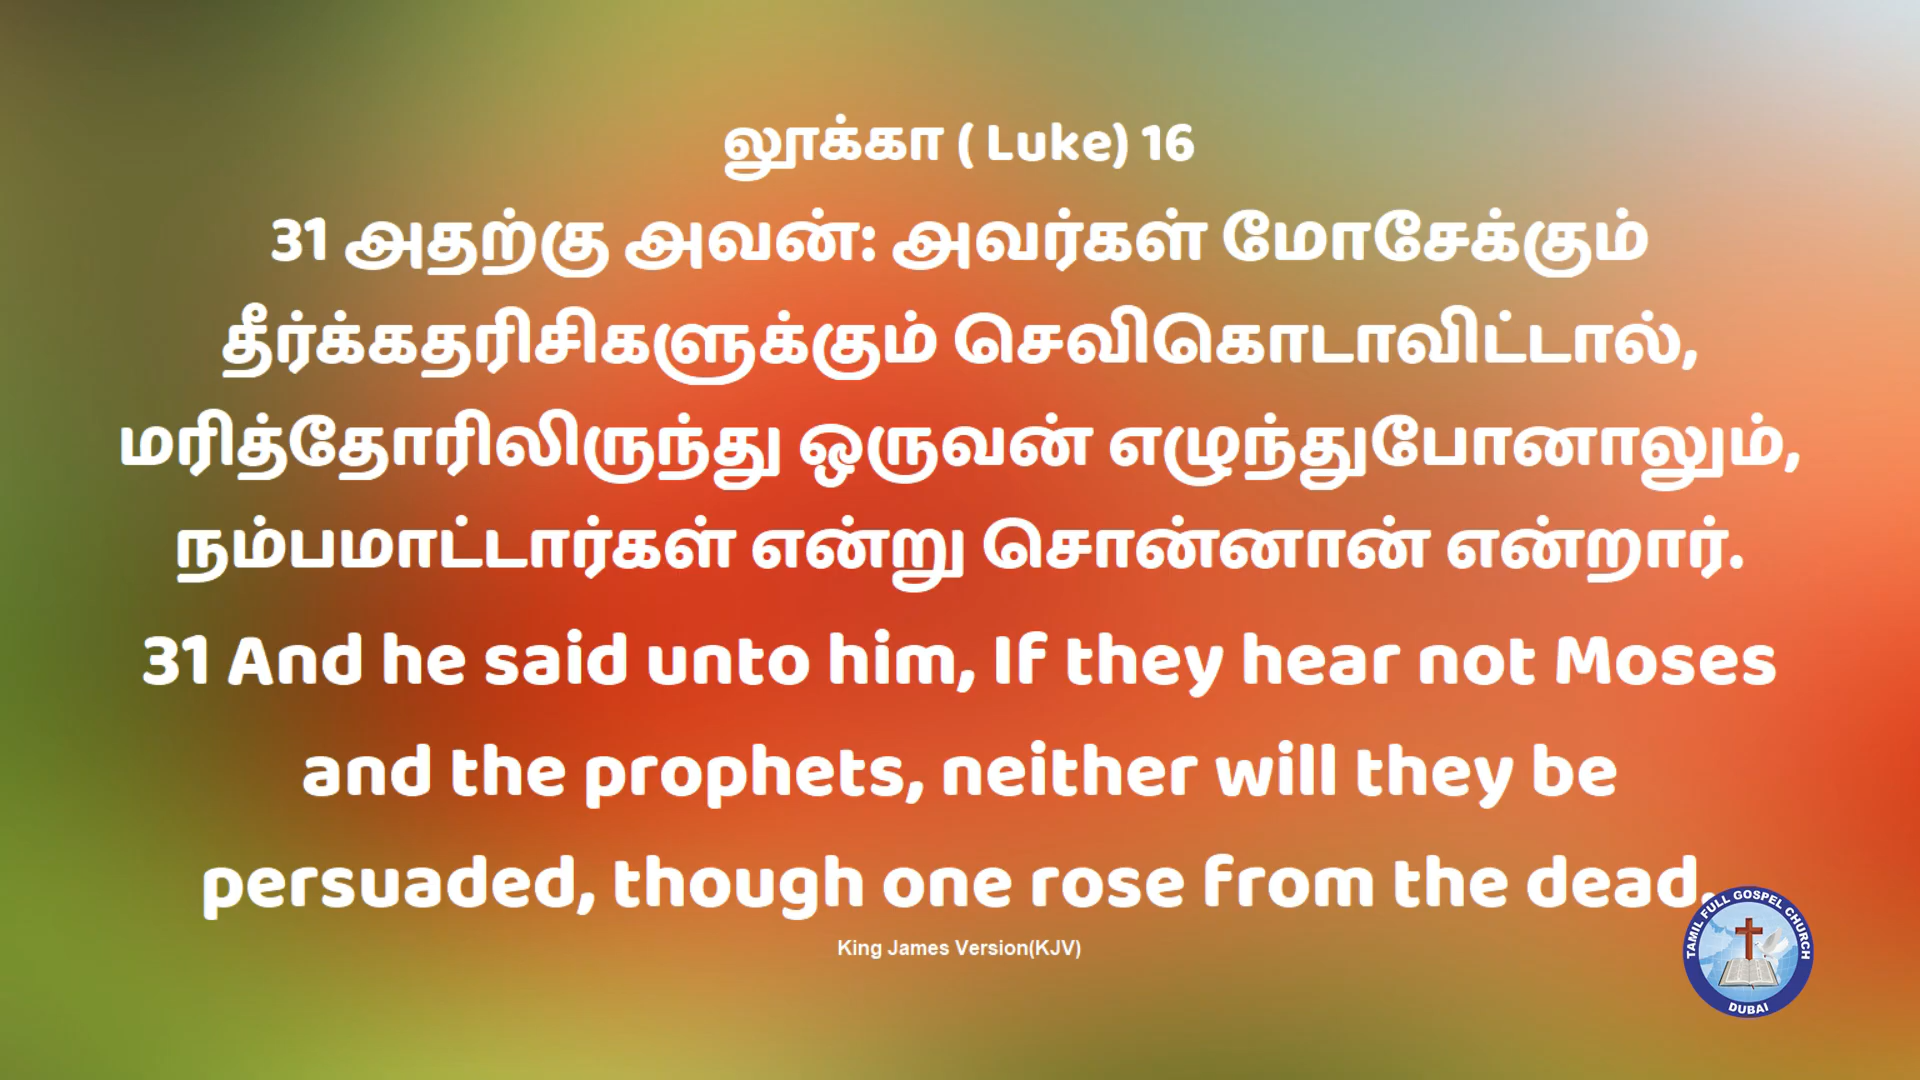 லூக்கா ( Luke) 16
31 அதற்கு அவன்: அவர்கள் மோசேக்கும்
தீர்க்கதரிசிகளுக்கும் செவிகொடாவிட்டால்,
மரித்தோரிலிருந்து ஒருவன் எழுந்துபோனாலும்,
நம்பமாட்டார்கள் என்று சொன்னான் என்றார்.
31 And he said unto him, If they hear not Moses
and the prophets, neither will they be
persuaded, though one rose from the dead.
King James Version(KJV)
TAMIL FULL GOSPEL CHURCH
DUBAI